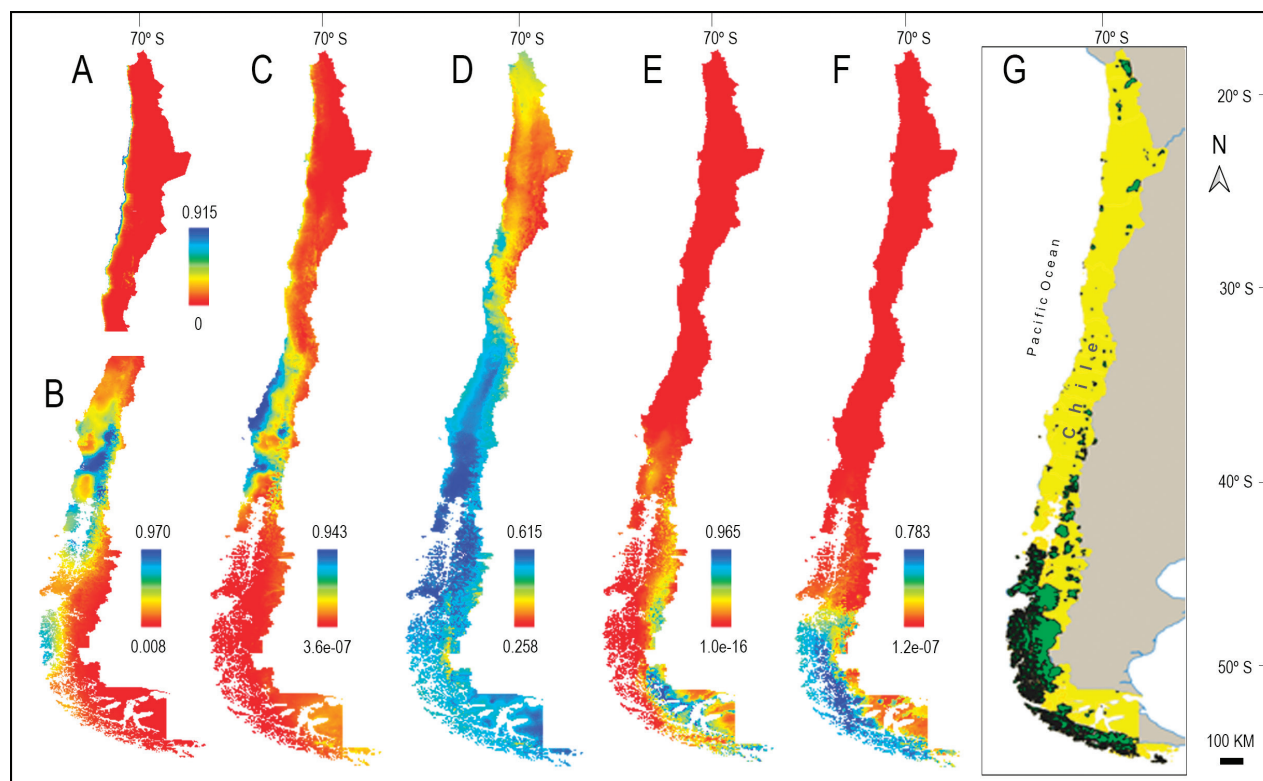 70º S
70º S
70º S
70º S
70º S
70º S
A
C
D
E
F
G
20º S
N
0.915
0
Pacific Ocean
30º S
Chile
B
40º S
0.970
0.943
0.615
0.965
0.783
0.008
3.6e-07
0.258
1.0e-16
1.2e-07
50º S
100 KM